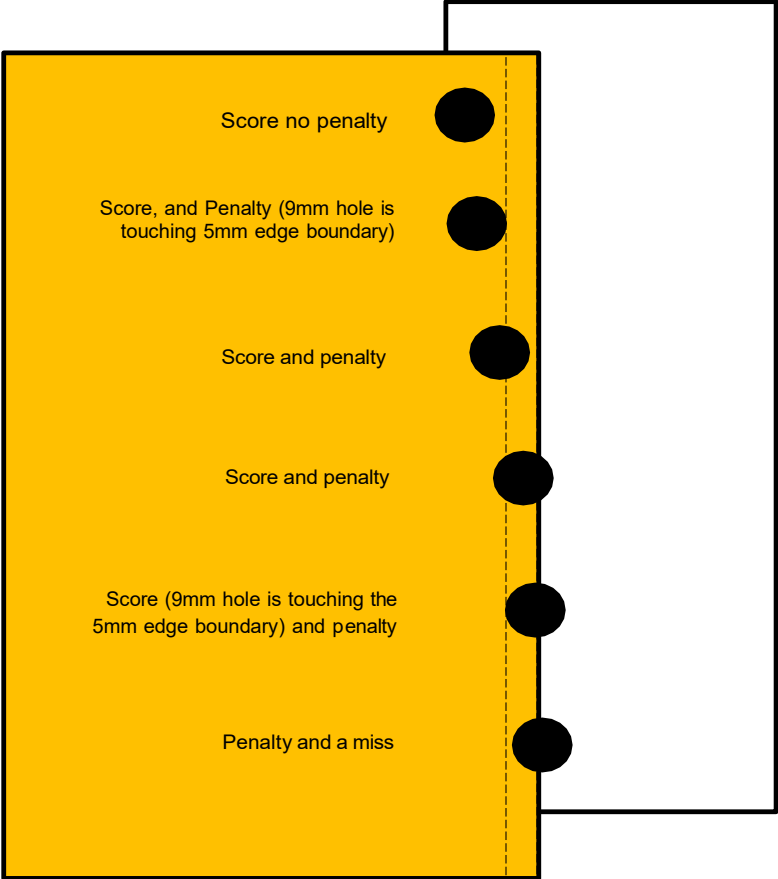 Score no penalty
Score, and Penalty (9mm hole is
touching 5mm edge boundary)
Score and penalty
Score and penalty
Score (9mm hole is touching the
5mm edge boundary) and penalty
Penalty and a miss